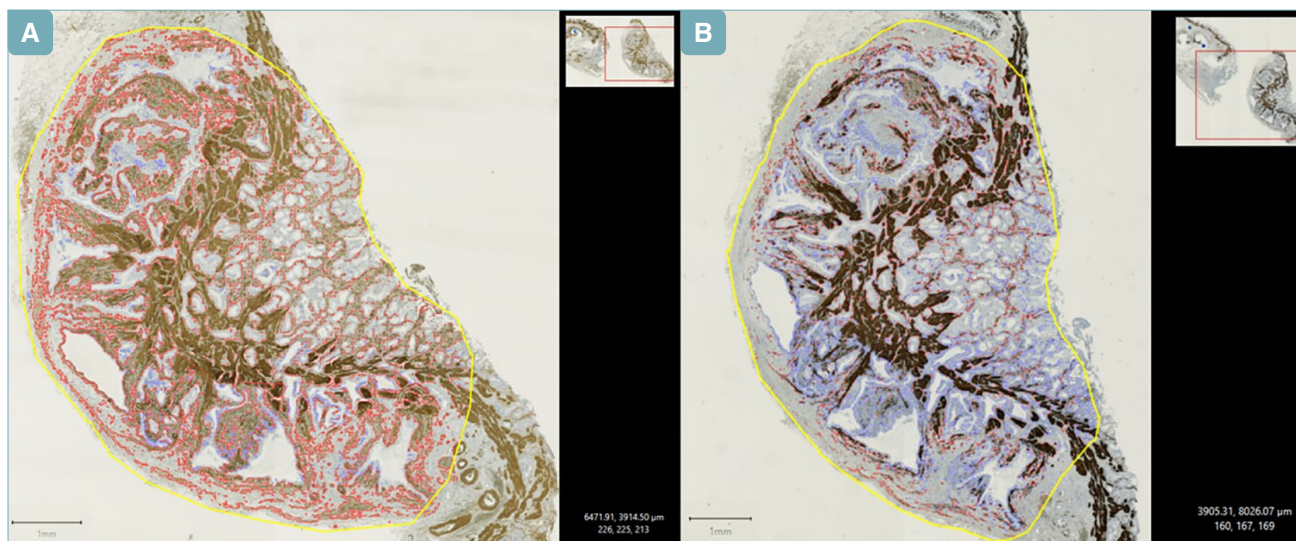 A
B
1mm
6471.91, 3914.50 µm
226, 225, 213
1mm
3905.31, 8026.07 µm
160, 167, 169